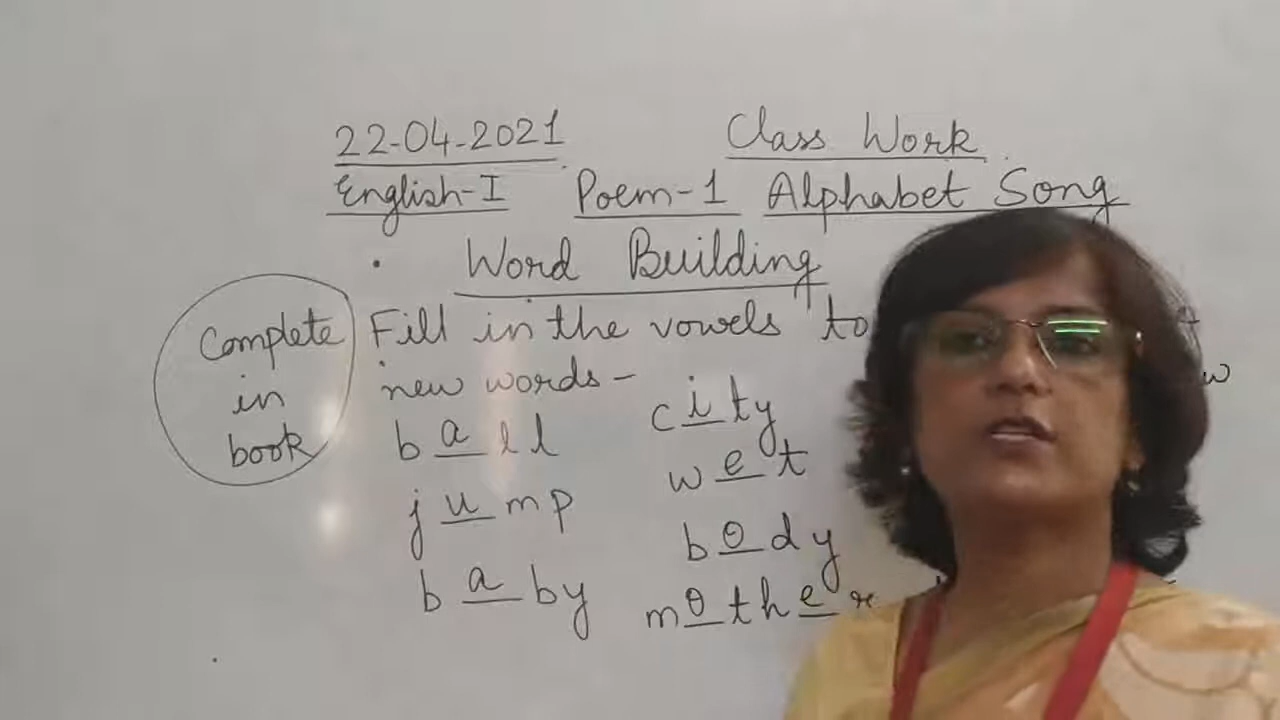 22-04-2021 Class Work
English-I Poem-1 Alphabet Song
Word Building
Complete
in
book
Fill in the vowels to
new words-
b a l l
j u m p
b a b y
c i t y
w e t
b o d y
m o t h e r